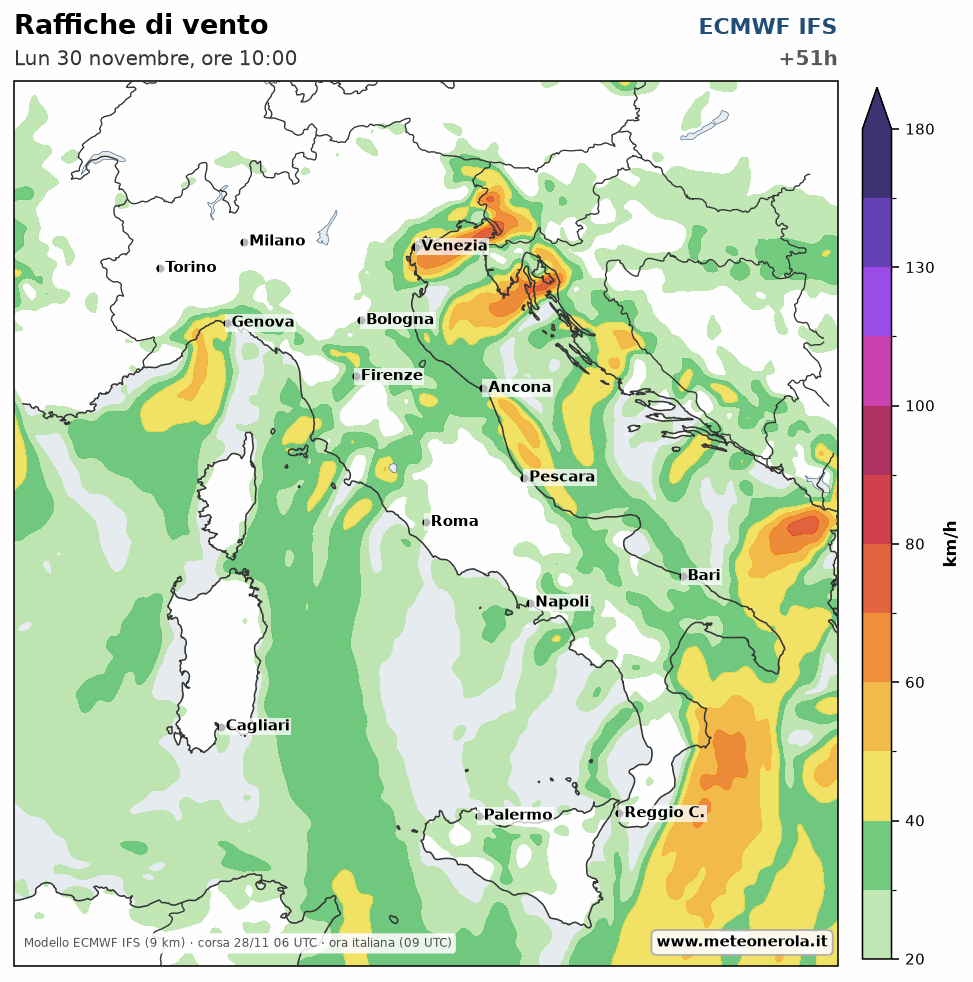 Raffiche di vento
ECMWF IFS
Lun 30 novembre, ore 10:00
+51h
180
Milano
Venezia
Torino
130
Genova
Bologna
Firenze
Ancona
100
Pescara
Roma
80
km/h
Bari
Napoli
60
Cagliari
Palermo
Reggio C.
40
Modello ECMWF IFS (9 km) · corsa 28/11 06 UTC · ora italiana (09 UTC)
www.meteonerola.it
20